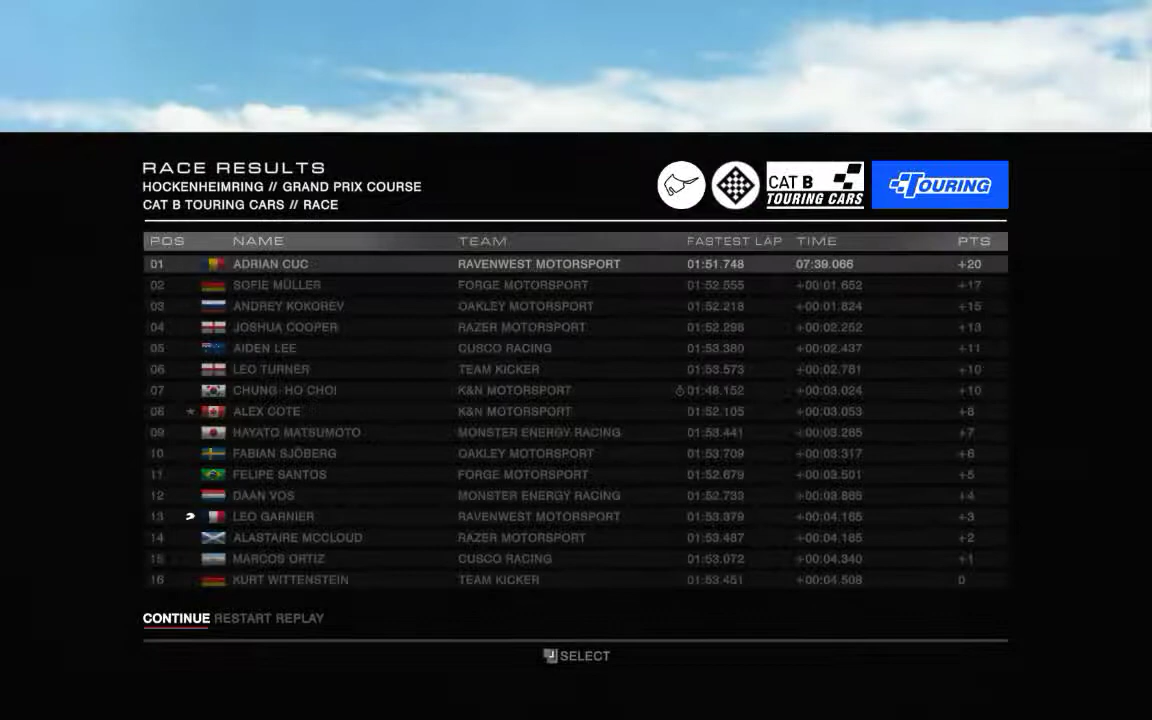 RACE RESULTS
HOCKENHEIMRING // GRAND PRIX COURSE
CAT B TOURING CARS // RACE
CAT B TOURING CARS
TOURING
POS NAME TEAM FASTEST LAP TIME PTS
01 ADRIAN CUC RAVENWEST MOTORSPORT 01:51.748 07:39.066 +20
02 SOFIE MÜLLER FORGE MOTORSPORT 01:52.555 +00:01.652 +17
03 ANDREY KOKOREV OAKLEY MOTORSPORT 01:52.218 +00:01.824 +15
04 JOSHUA COOPER RAZER MOTORSPORT 01:52.298 +00:02.252 +13
05 AIDEN LEE CUSCO RACING 01:53.380 +00:02.437 +11
06 LEO TURNER TEAM KICKER 01:53.573 +00:02.781 +10
07 CHUNG-HO CHOI K&N MOTORSPORT 01:48.152 +00:03.024 +10
08 ALEX COTE K&N MOTORSPORT 01:52.105 +00:03.053 +8
09 HAYATO MATSUMOTO MONSTER ENERGY RACING 01:53.441 +00:03.285 +7
10 FABIAN SJÖBERG OAKLEY MOTORSPORT 01:53.709 +00:03.317 +6
11 FELIPE SANTOS FORGE MOTORSPORT 01:52.679 +00:03.501 +5
12 DAAN VOS MONSTER ENERGY RACING 01:52.739 +00:03.865 +4
13 LEO GARNIER RAVENWEST MOTORSPORT 01:53.379 +00:04.165 +3
14 ALASTAIRE MCCLOUD RAZER MOTORSPORT 01:53.487 +00:04.185 +2
15 MARCOS ORTIZ CUSCO RACING 01:53.072 +00:04.340 +1
16 KURT WITTENSTEIN TEAM KICKER 01:53.451 +00:04.508 0
CONTINUE RESTART REPLAY
SELECT